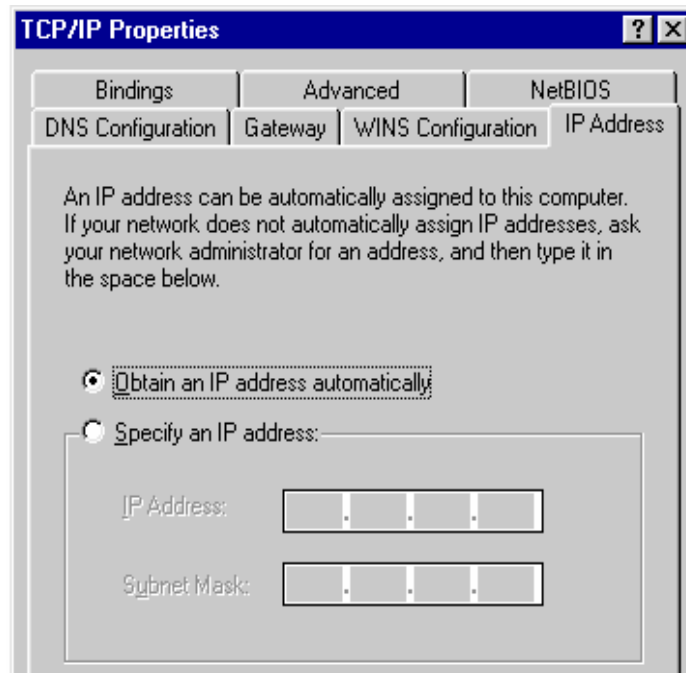 TCP/IP Properties
Bindings Advanced NetBIOS
DNS Configuration Gateway WINS Configuration IP Address
An IP address can be automatically assigned to this computer.
If your network does not automatically assign IP addresses, ask
your network administrator for an address, and then type it in
the space below.
Obtain an IP address automatically
Specify an IP address:
IP Address: . . .
Subnet Mask: . . .